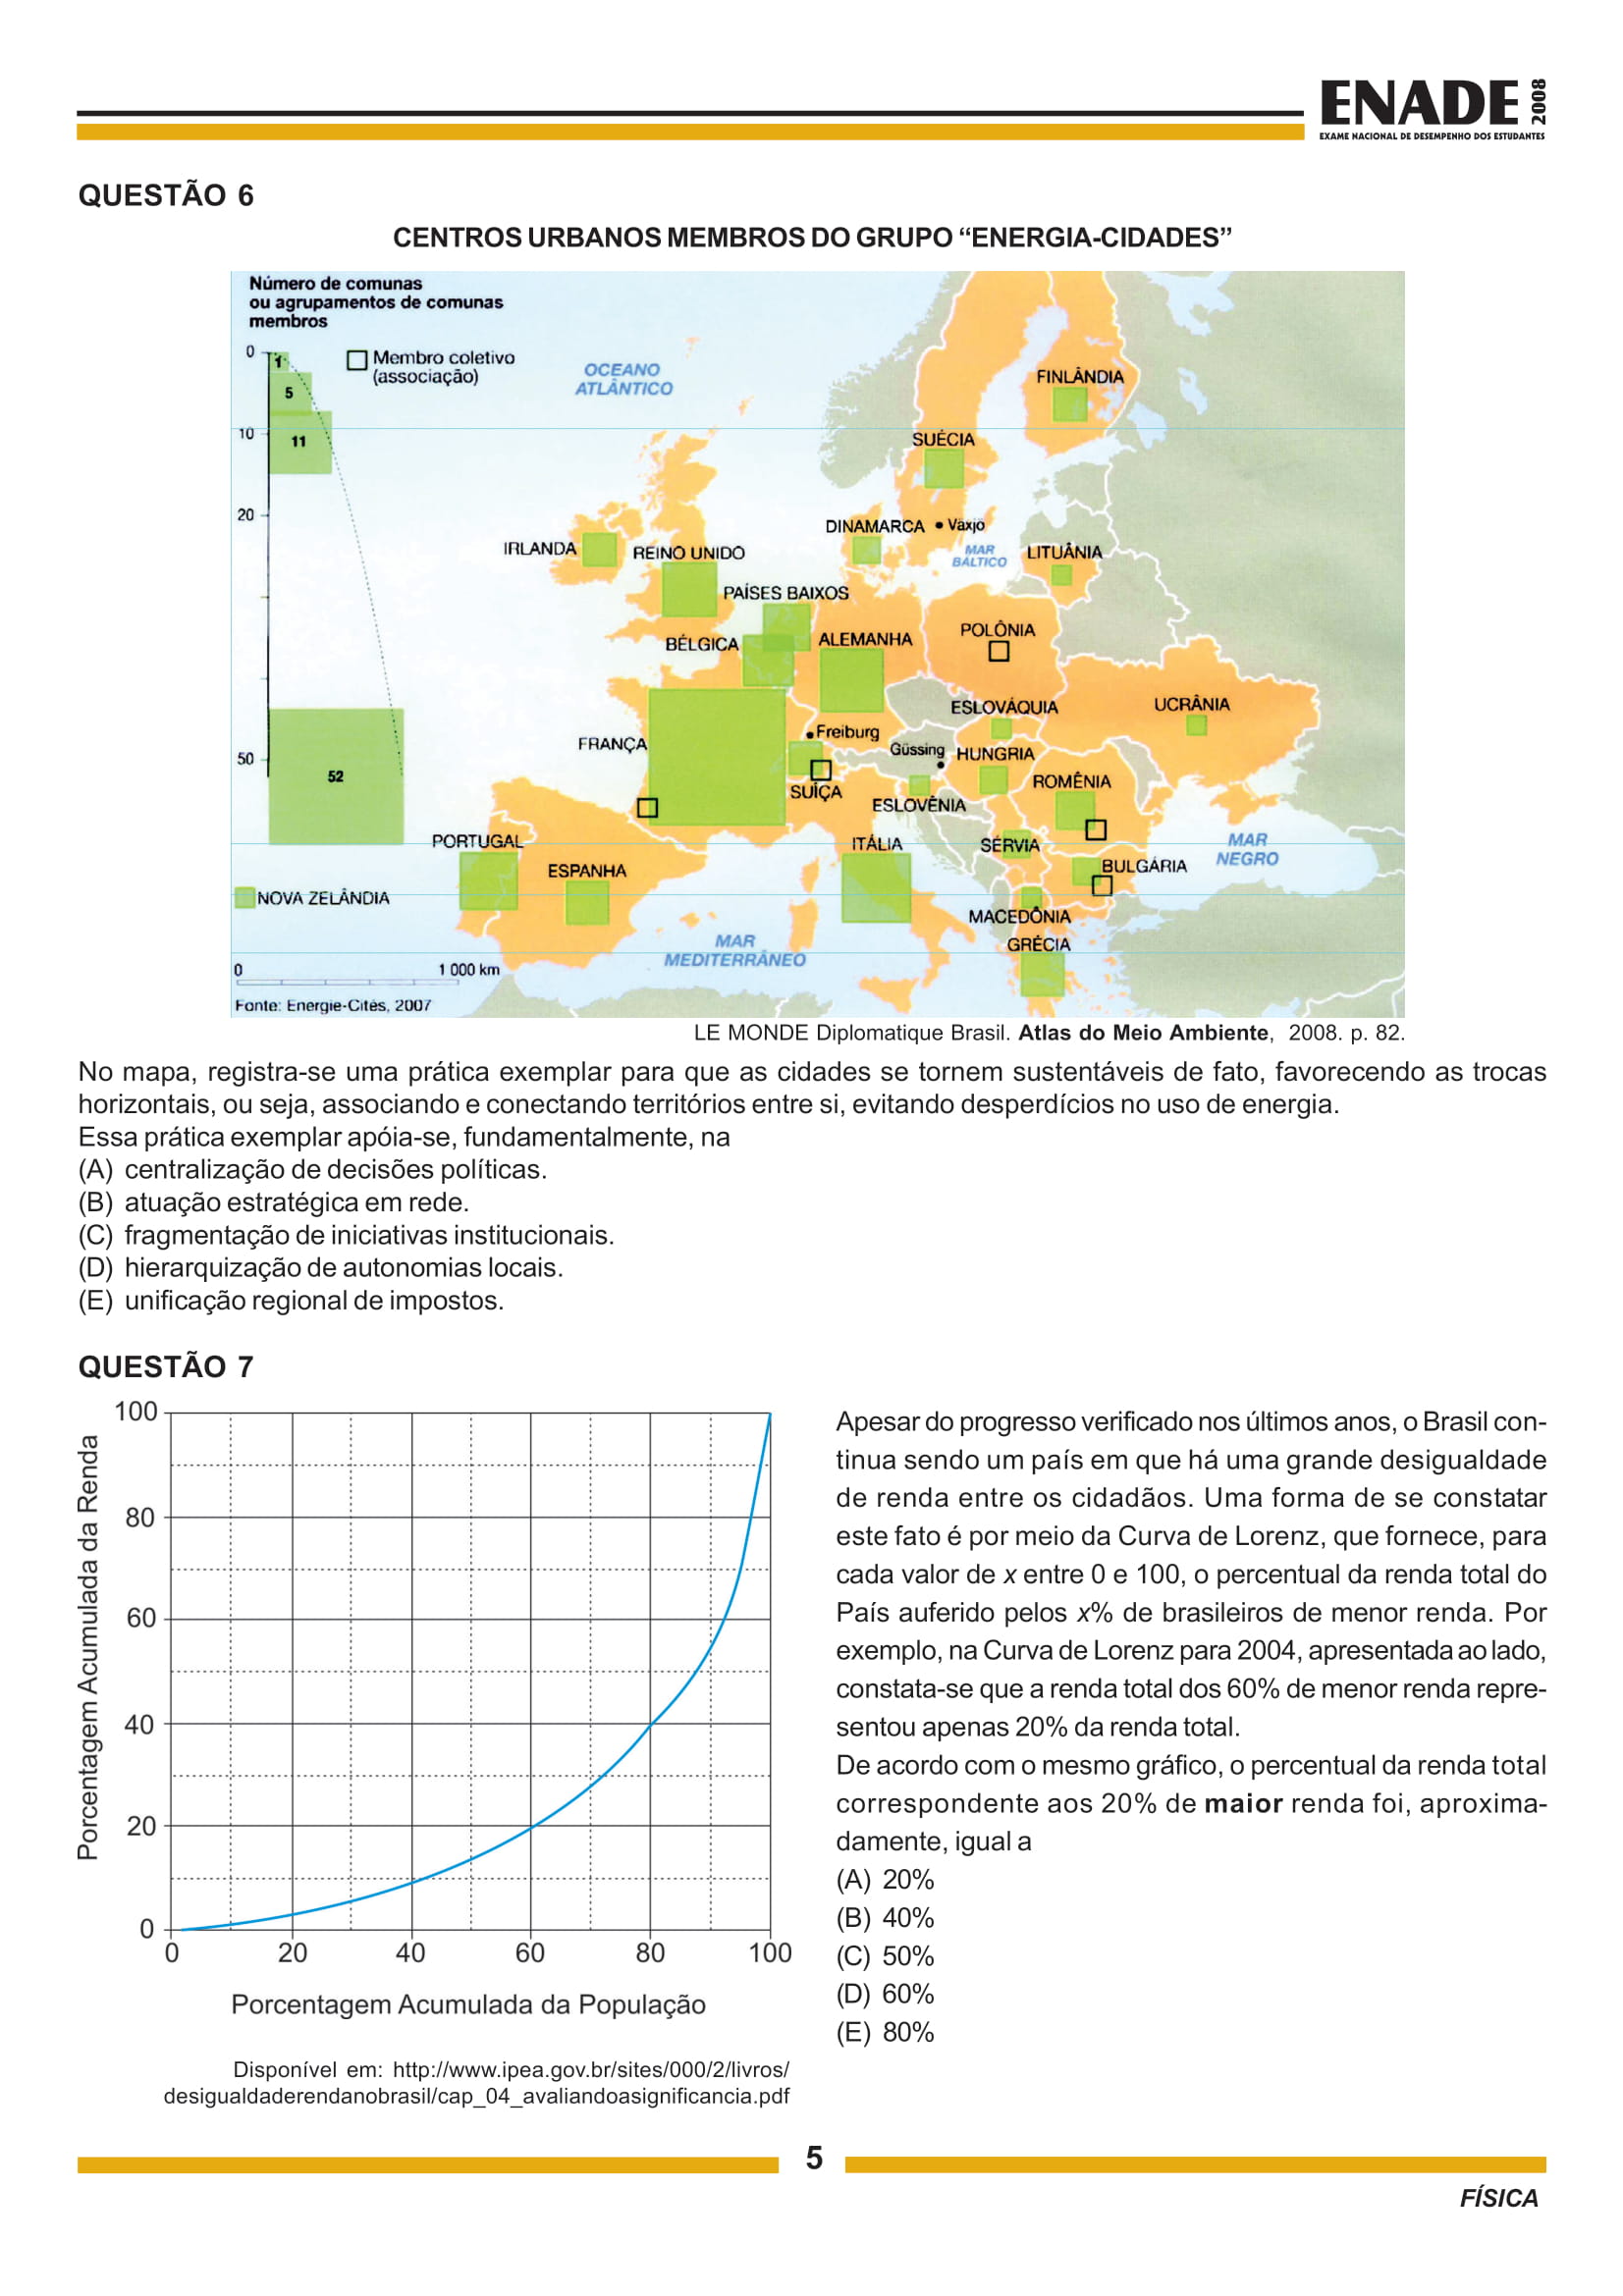 ENADE 2008
EXAME NACIONAL DE DESEMPENHO DOS ESTUDANTES
QUESTÃO 6
CENTROS URBANOS MEMBROS DO GRUPO “ENERGIA-CIDADES”
Número de comunas
ou agrupamentos de comunas
membros
0
1
5
10
11
20
50
52
Membro coletivo
(associação)
OCEANO
ATLÂNTICO
FINLÂNDIA
SUÉCIA
DINAMARCA
Växjö
MAR
BÁLTICO
LITUÂNIA
IRLANDA
REINO UNIDO
PAÍSES BAIXOS
BÉLGICA
ALEMANHA
POLÔNIA
ESLOVÁQUIA
UCRÂNIA
Freiburg
FRANÇA
Güssing
HUNGRIA
ROMÊNIA
SUÍÇA
ESLOVÊNIA
PORTUGAL
ITÁLIA
SÉRVIA
MAR
NEGRO
ESPANHA
BULGÁRIA
NOVA ZELÂNDIA
MACEDÔNIA
MAR
MEDITERRÂNEO
GRÉCIA
0
1 000 km
Fonte: Energie-Cités, 2007
LE MONDE Diplomatique Brasil. Atlas do Meio Ambiente, 2008. p. 82.
No mapa, registra-se uma prática exemplar para que as cidades se tornem sustentáveis de fato, favorecendo as trocas
horizontais, ou seja, associando e conectando territórios entre si, evitando desperdícios no uso de energia.
Essa prática exemplar apóia-se, fundamentalmente, na
(A) centralização de decisões políticas.
(B) atuação estratégica em rede.
(C) fragmentação de iniciativas institucionais.
(D) hierarquização de autonomias locais.
(E) unificação regional de impostos.
QUESTÃO 7
Porcentagem Acumulada da Renda
100
80
60
40
20
0
0
20
40
60
80
100
Porcentagem Acumulada da População
Disponível em: http://www.ipea.gov.br/sites/000/2/livros/
desigualdaderendanobrasil/cap_04_avaliandoasignificancia.pdf
Apesar do progresso verificado nos últimos anos, o Brasil con-
tinua sendo um país em que há uma grande desigualdade
de renda entre os cidadãos. Uma forma de se constatar
este fato é por meio da Curva de Lorenz, que fornece, para
cada valor de x entre 0 e 100, o percentual da renda total do
País auferido pelos x% de brasileiros de menor renda. Por
exemplo, na Curva de Lorenz para 2004, apresentada ao lado,
constata-se que a renda total dos 60% de menor renda repre-
sentou apenas 20% da renda total.
De acordo com o mesmo gráfico, o percentual da renda total
correspondente aos 20% de maior renda foi, aproxima-
damente, igual a
(A) 20%
(B) 40%
(C) 50%
(D) 60%
(E) 80%
5
FÍSICA